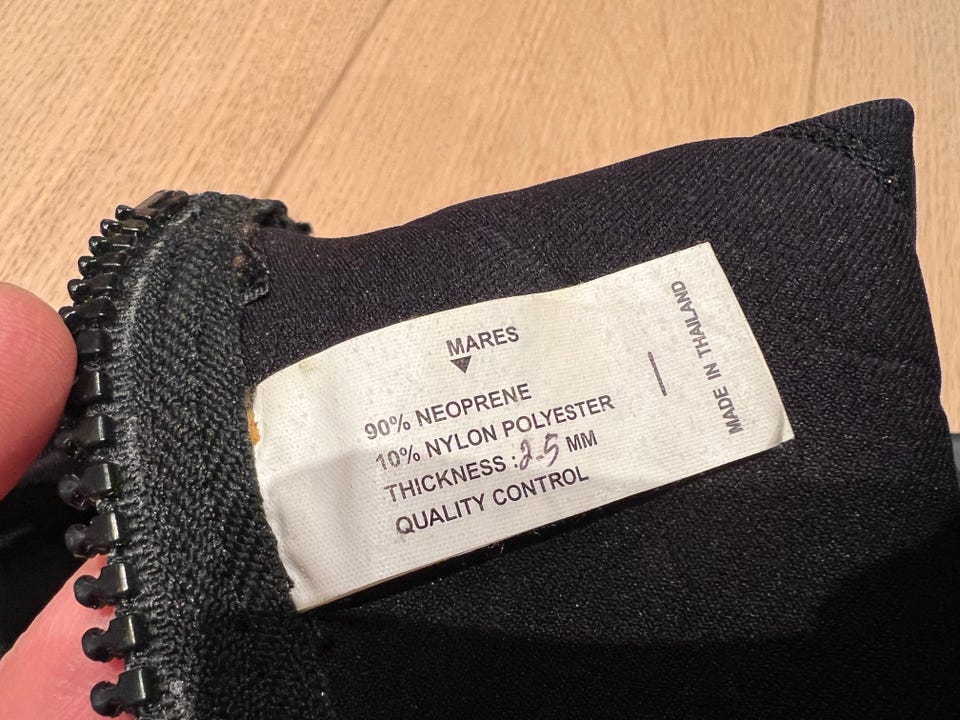 MARES
90% NEOPRENE
10% NYLON POLYESTER
THICKNESS : 2.5 MM
QUALITY CONTROL
MADE IN THAILAND